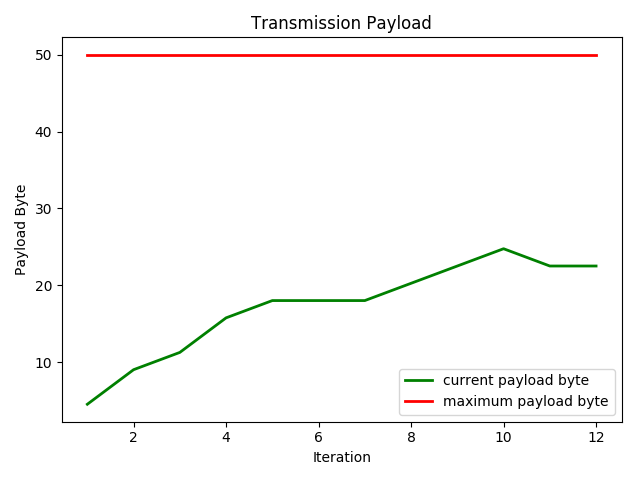 Transmission Payload
Payload Byte
50
40
30
20
10
current payload byte
maximum payload byte
2 4 6 8 10 12
Iteration